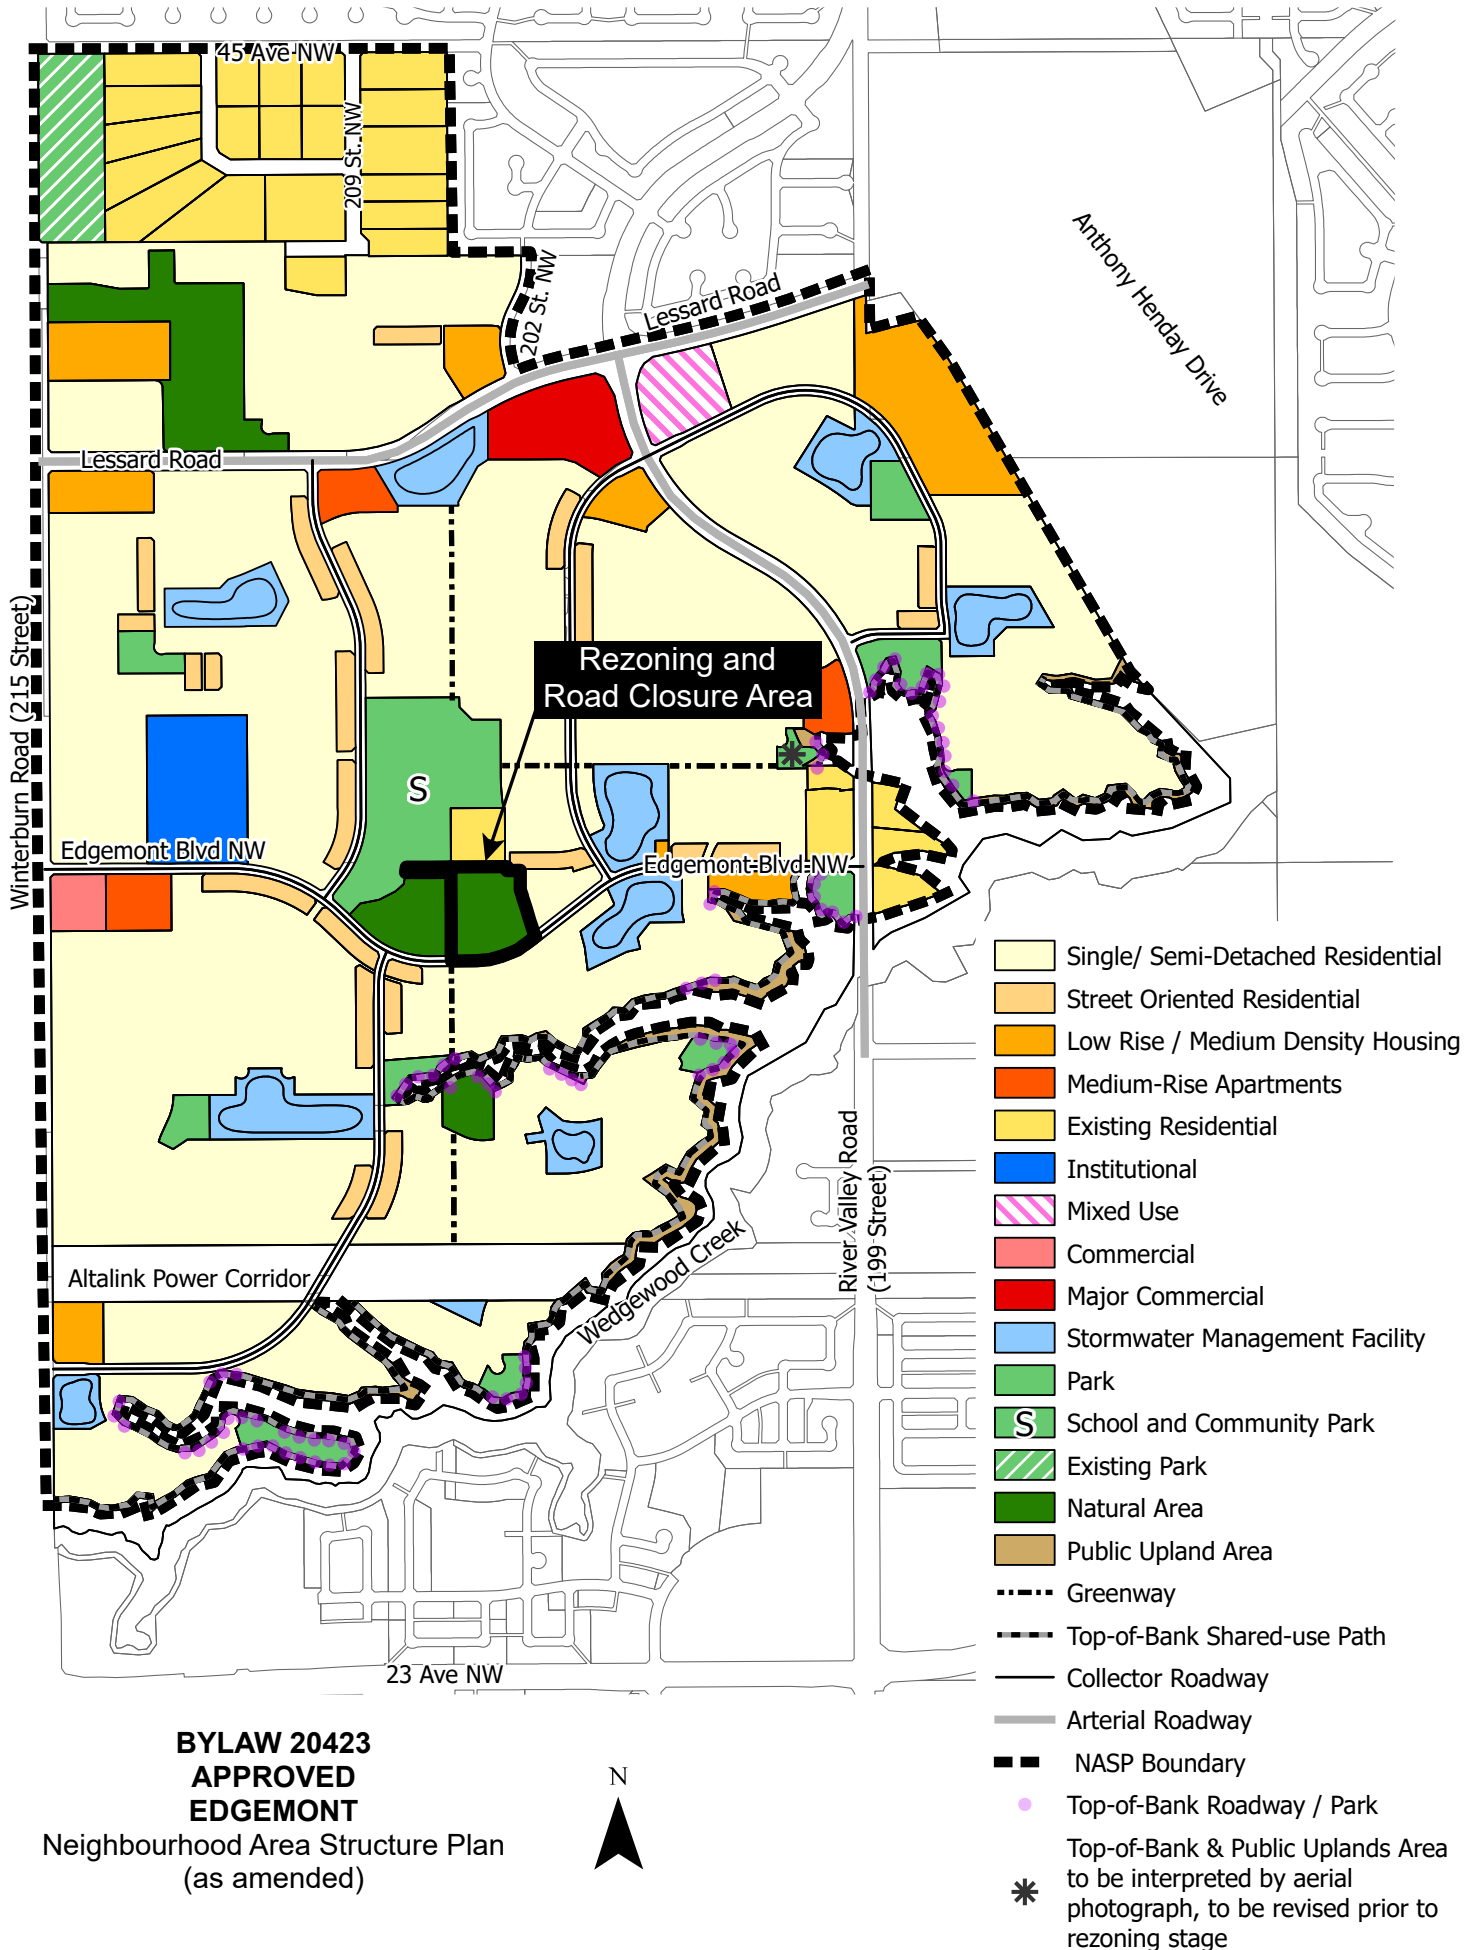 45 Ave NW
209 St. NW
202 St. NW
Lessard Road
Anthony Henday Drive
Lessard Road
Winterburn Road (215 Street)
Rezoning and
Road Closure Area
S
Edgemont Blvd NW
Edgemont Blvd NW
River Valley Road
(199 Street)
Wedgewood Creek
Altalink Power Corridor
23 Ave NW
Single/ Semi-Detached Residential
Street Oriented Residential
Low Rise / Medium Density Housing
Medium-Rise Apartments
Existing Residential
Institutional
Mixed Use
Commercial
Major Commercial
Stormwater Management Facility
Park
S School and Community Park
Existing Park
Natural Area
Public Upland Area
Greenway
Top-of-Bank Shared-use Path
Collector Roadway
Arterial Roadway
NASP Boundary
Top-of-Bank Roadway / Park
Top-of-Bank & Public Uplands Area
to be interpreted by aerial
photograph, to be revised prior to
rezoning stage
BYLAW 20423
APPROVED
EDGEMONT
Neighbourhood Area Structure Plan
(as amended)
N